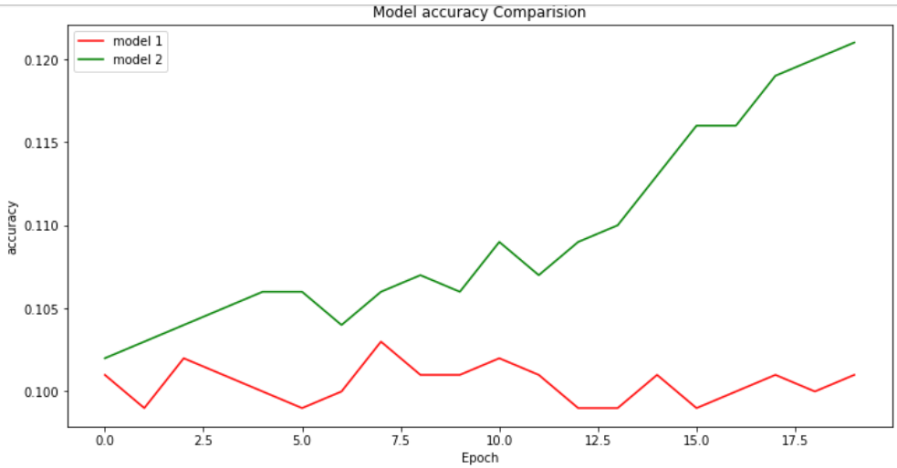 Model accuracy Comparision
model 1
model 2
0.120
0.115
0.110
0.105
0.100
accuracy
0.0 2.5 5.0 7.5 10.0 12.5 15.0 17.5
Epoch